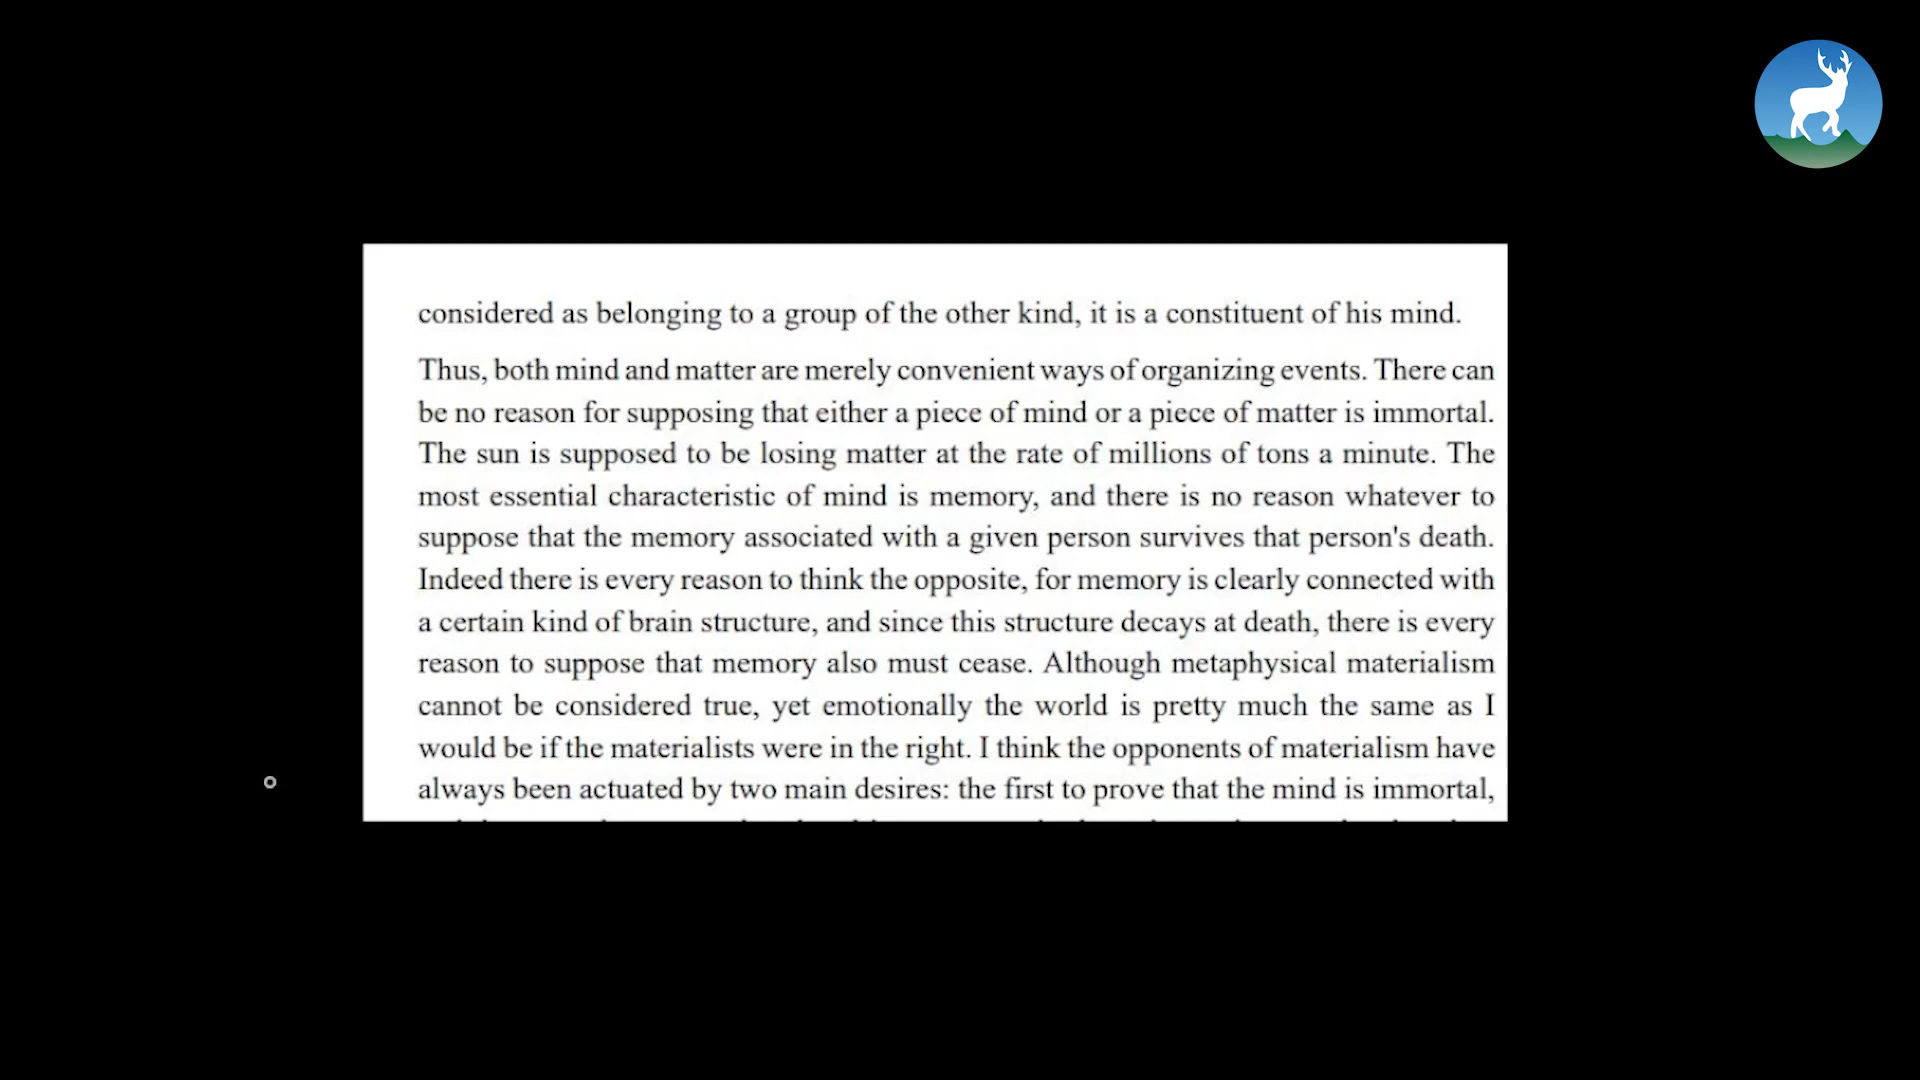 considered as belonging to a group of the other kind, it is a constituent of his mind.
Thus, both mind and matter are merely convenient ways of organizing events. There can
be no reason for supposing that either a piece of mind or a piece of matter is immortal.
The sun is supposed to be losing matter at the rate of millions of tons a minute. The
most essential characteristic of mind is memory, and there is no reason whatever to
suppose that the memory associated with a given person survives that person's death.
Indeed there is every reason to think the opposite, for memory is clearly connected with
a certain kind of brain structure, and since this structure decays at death, there is every
reason to suppose that memory also must cease. Although metaphysical materialism
cannot be considered true, yet emotionally the world is pretty much the same as I
would be if the materialists were in the right. I think the opponents of materialism have
always been actuated by two main desires: the first to prove that the mind is immortal,